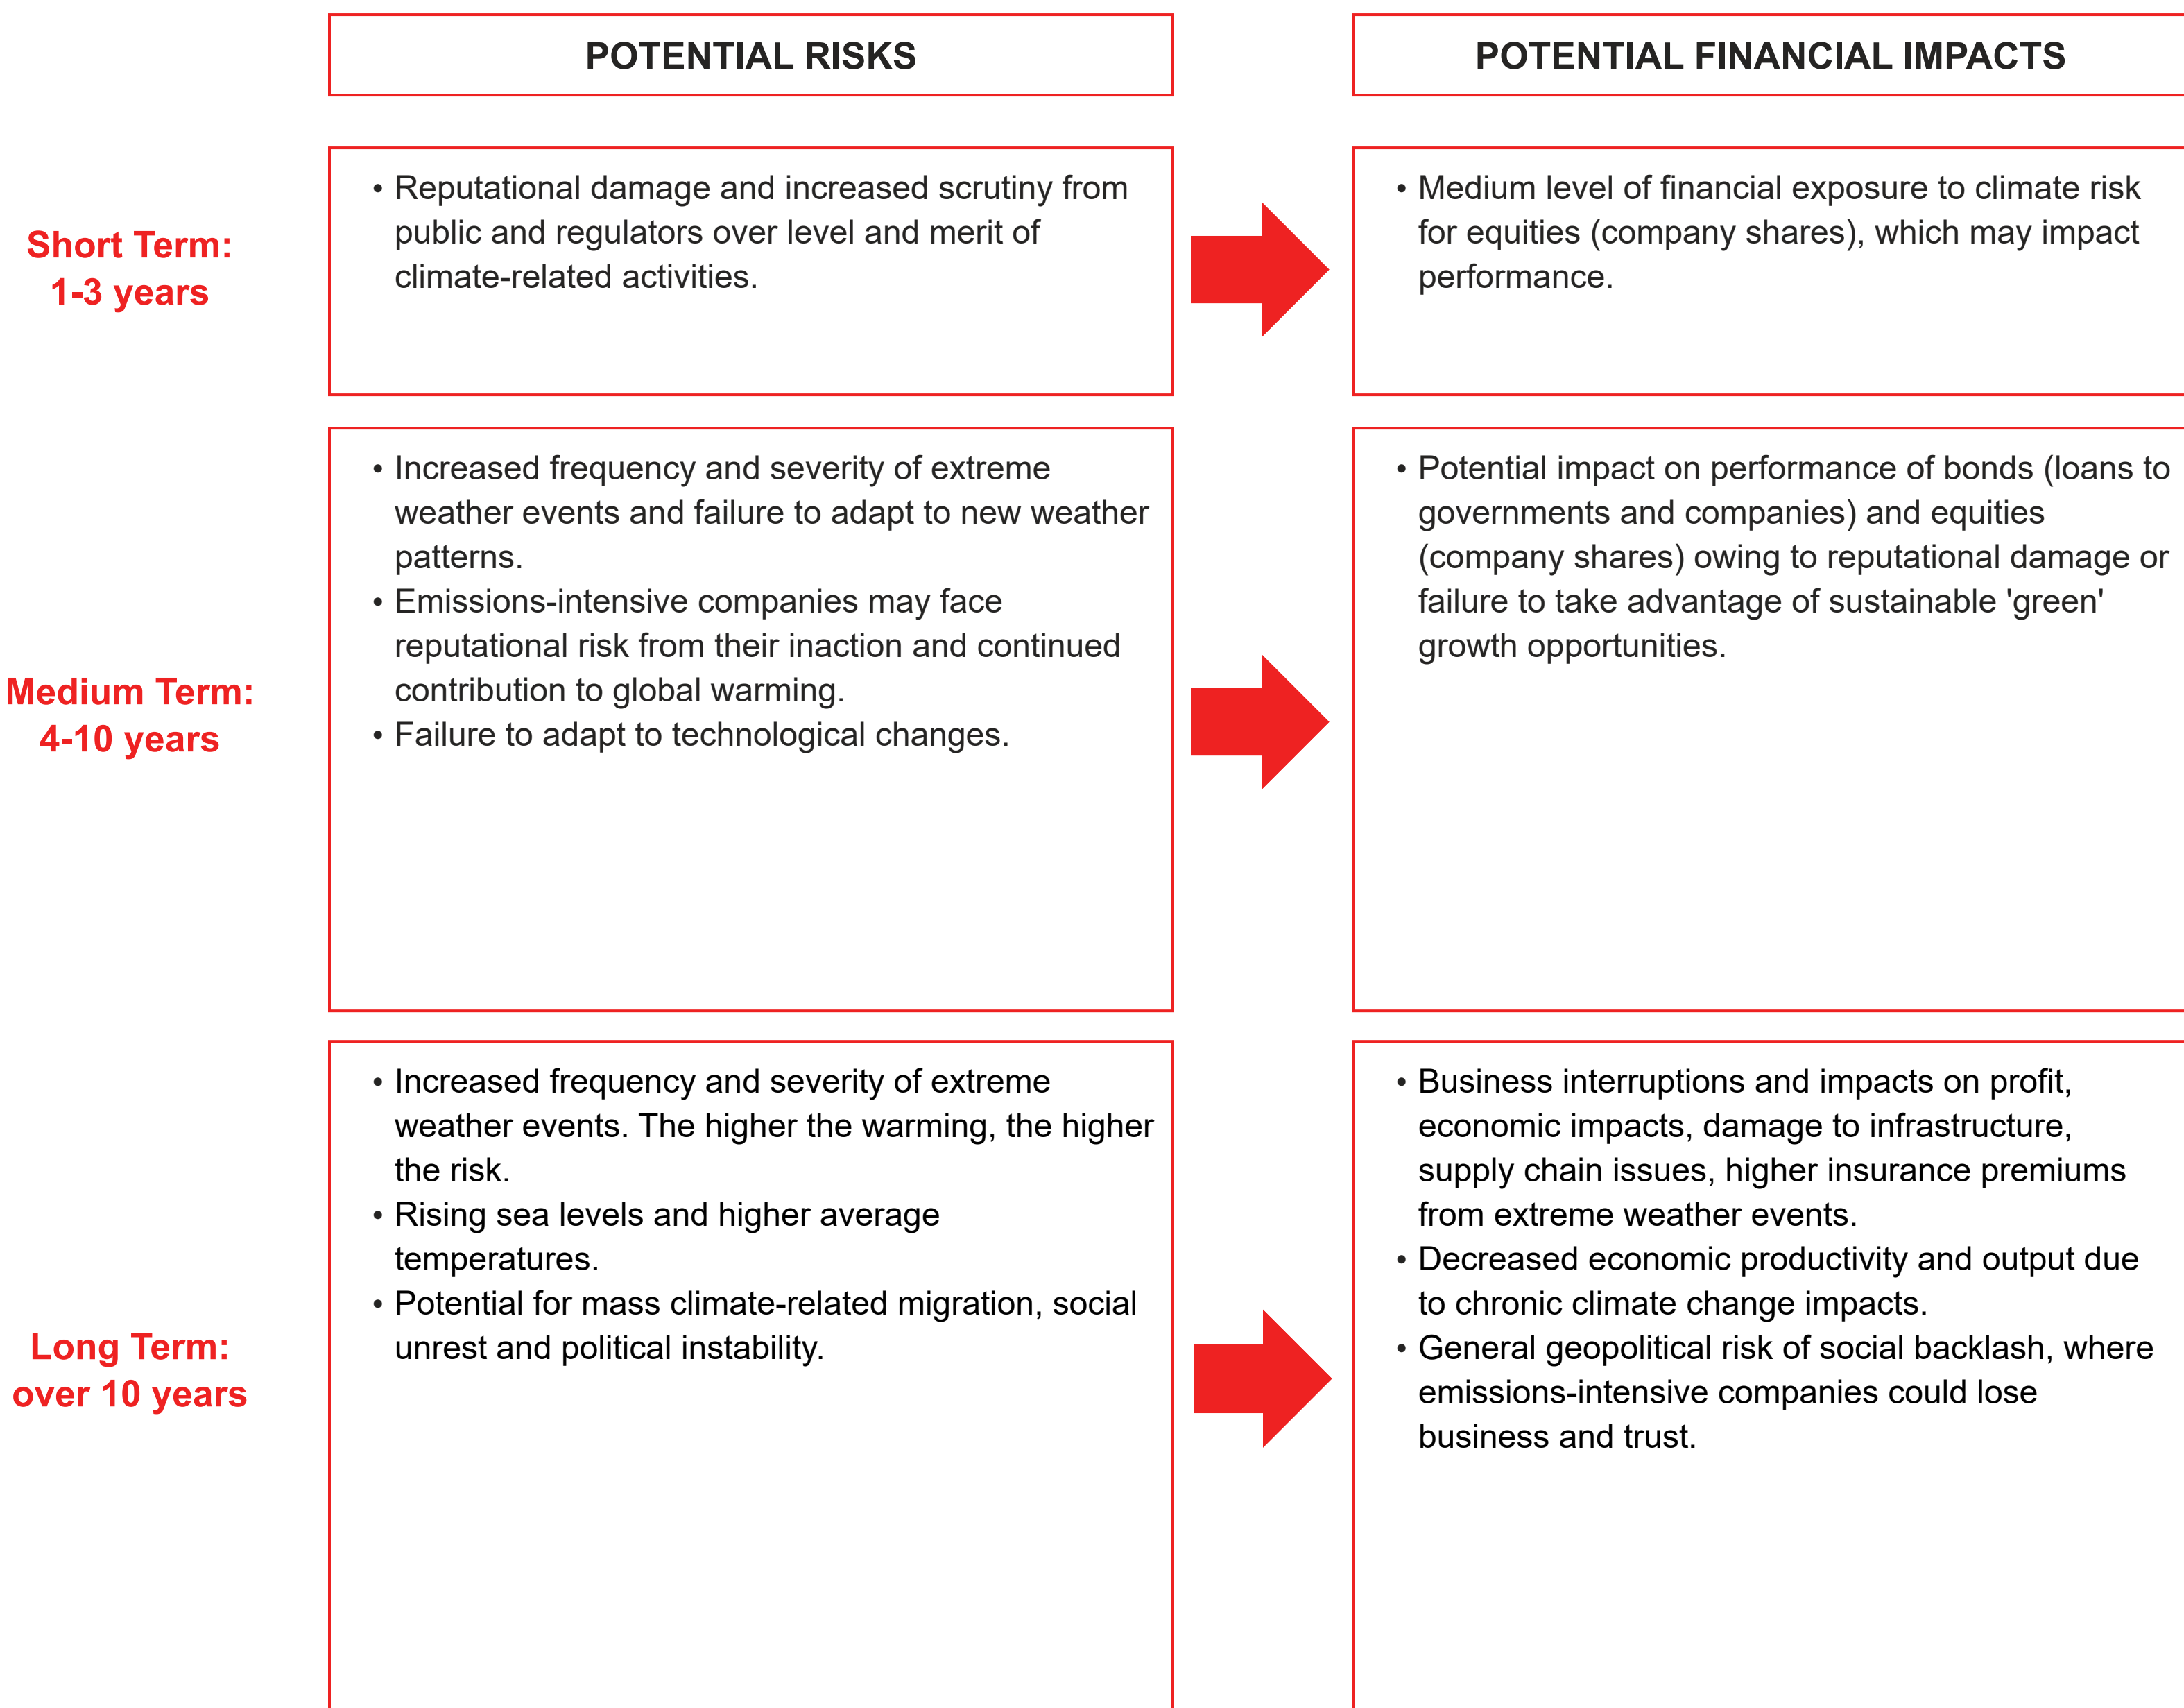 POTENTIAL RISKS
POTENTIAL FINANCIAL IMPACTS
Short Term:
1-3 years
• Reputational damage and increased scrutiny from
public and regulators over level and merit of
climate-related activities.
• Medium level of financial exposure to climate risk
for equities (company shares), which may impact
performance.
Medium Term:
4-10 years
• Increased frequency and severity of extreme
weather events and failure to adapt to new weather
patterns.
• Emissions-intensive companies may face
reputational risk from their inaction and continued
contribution to global warming.
• Failure to adapt to technological changes.
• Potential impact on performance of bonds (loans to
governments and companies) and equities
(company shares) owing to reputational damage or
failure to take advantage of sustainable 'green'
growth opportunities.
Long Term:
over 10 years
• Increased frequency and severity of extreme
weather events. The higher the warming, the higher
the risk.
• Rising sea levels and higher average
temperatures.
• Potential for mass climate-related migration, social
unrest and political instability.
• Business interruptions and impacts on profit,
economic impacts, damage to infrastructure,
supply chain issues, higher insurance premiums
from extreme weather events.
• Decreased economic productivity and output due
to chronic climate change impacts.
• General geopolitical risk of social backlash, where
emissions-intensive companies could lose
business and trust.